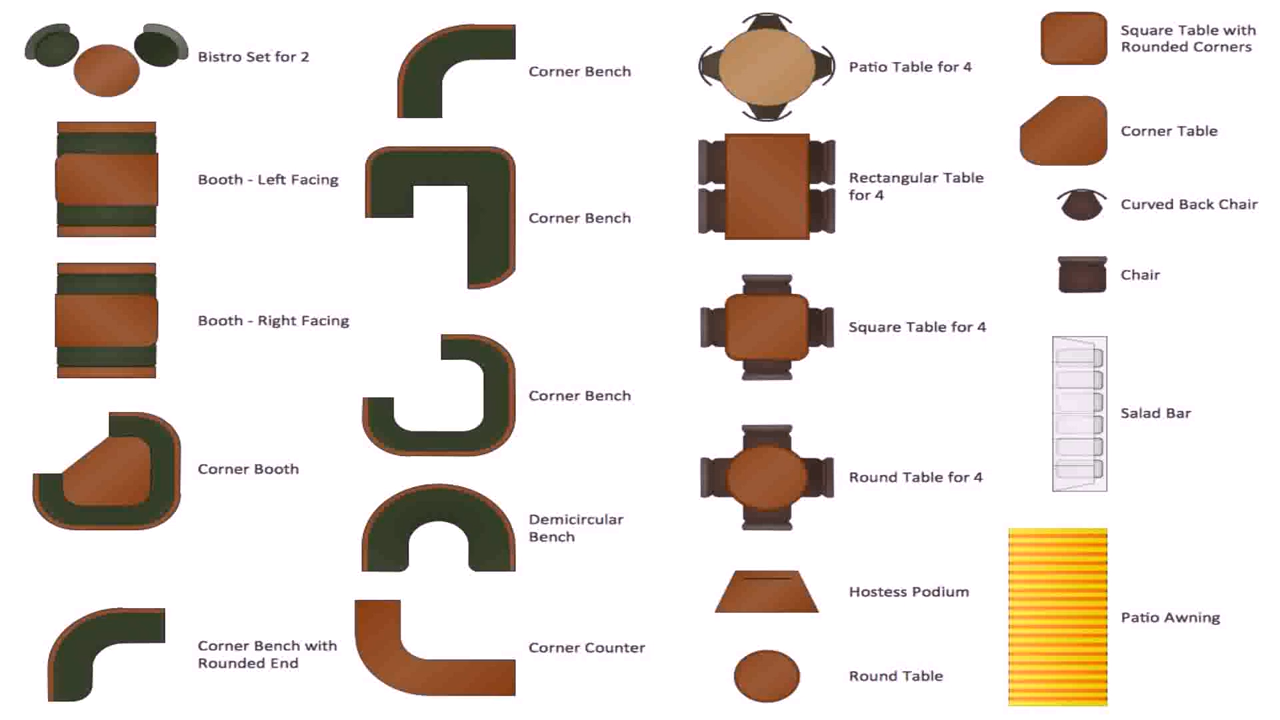 Bistro Set for 2
Booth - Left Facing
Booth - Right Facing
Corner Booth
Corner Bench with
Rounded End
Corner Bench
Corner Bench
Corner Bench
Demicircular
Bench
Corner Counter
Patio Table for 4
Rectangular Table
for 4
Square Table for 4
Round Table for 4
Hostess Podium
Round Table
Square Table with
Rounded Corners
Corner Table
Curved Back Chair
Chair
Salad Bar
Patio Awning